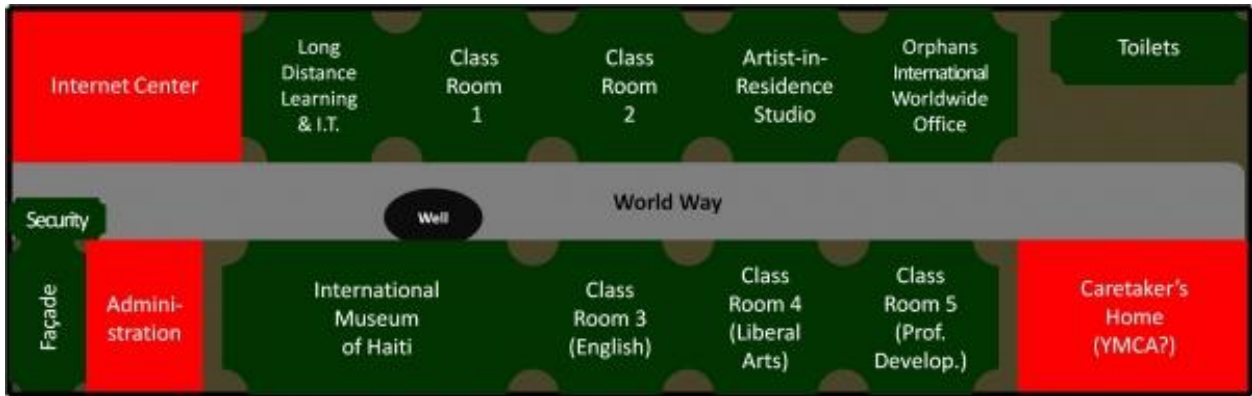 Internet Center
Long
Distance
Learning
& I.T.
Class
Room
1
Class
Room
2
Artist-in-
Residence
Studio
Orphans
International
Worldwide
Office
Toilets
World Way
Well
Security
Façade
Admini-
stration
International
Museum
of Haiti
Class
Room 3
(English)
Class
Room 4
(Liberal
Arts)
Class
Room 5
(Prof.
Develop.)
Caretaker’s
Home
(YMCA?)